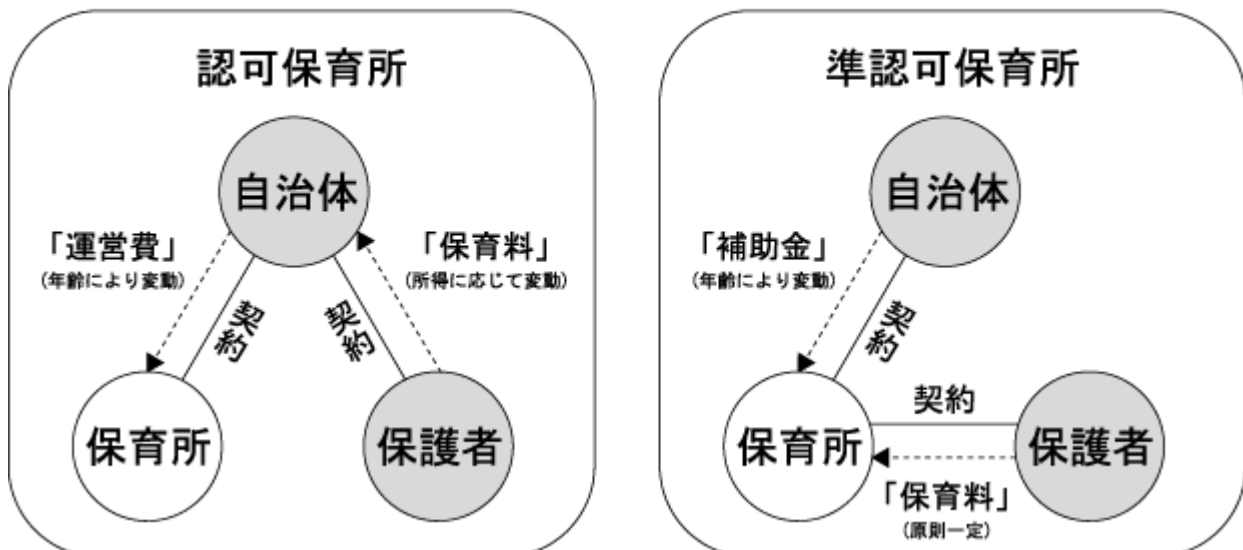 認可保育所
自治体
「運営費」
(年齢により変動)
「保育料」
(所得に応じて変動)
契約
契約
保育所
保護者
準認可保育所
自治体
「補助金」
(年齢により変動)
契約
契約
保育所
保護者
「保育料」
(原則一定)